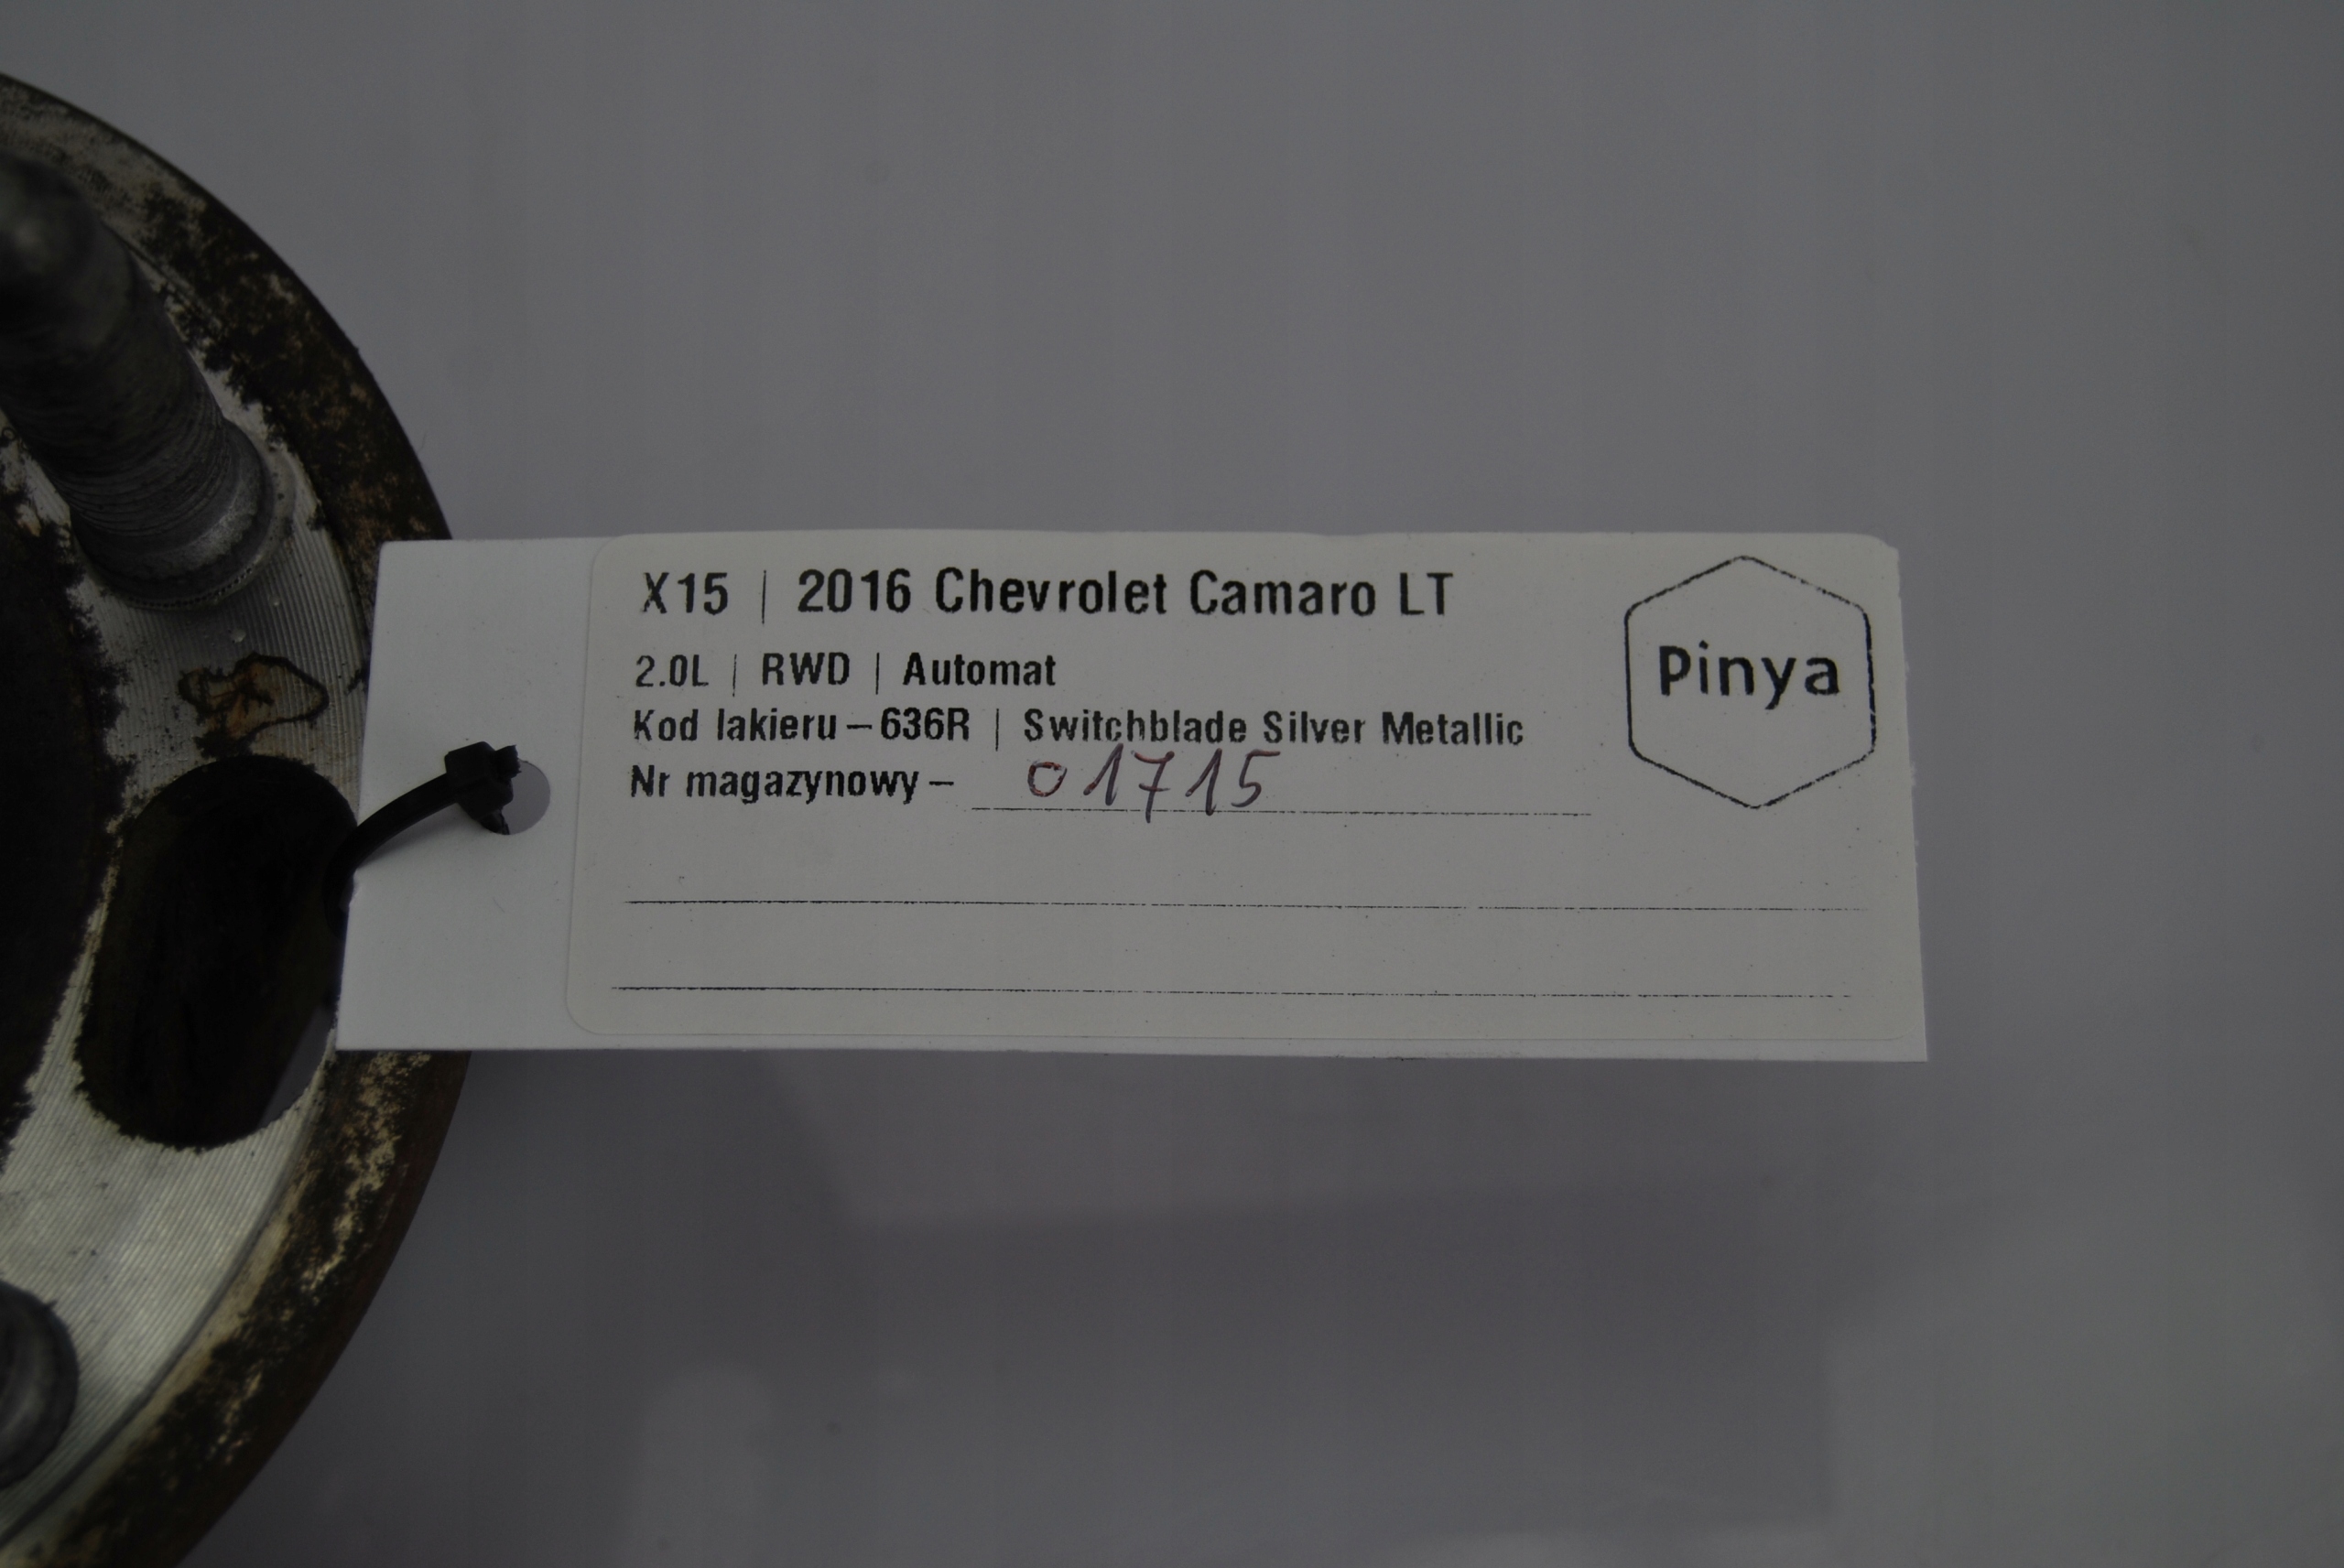 X15 | 2016 Chevrolet Camaro LT
2.0L | RWD | Automat
Kod lakieru – 636R | Switchblade Silver Metallic
Nr magazynowy – 01715
Pinya